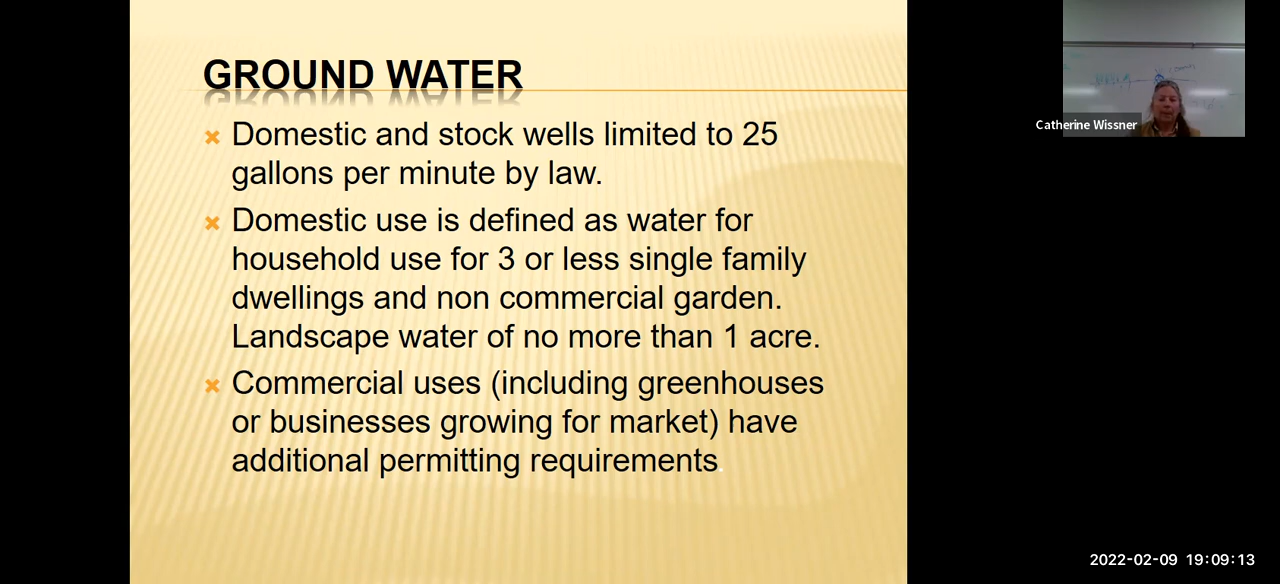 GROUND WATER
Domestic and stock wells limited to 25
gallons per minute by law.
Domestic use is defined as water for
household use for 3 or less single family
dwellings and non commercial garden.
Landscape water of no more than 1 acre.
Commercial uses (including greenhouses
or businesses growing for market) have
additional permitting requirements.
Catherine Wissner
2022-02-09 19:09:13